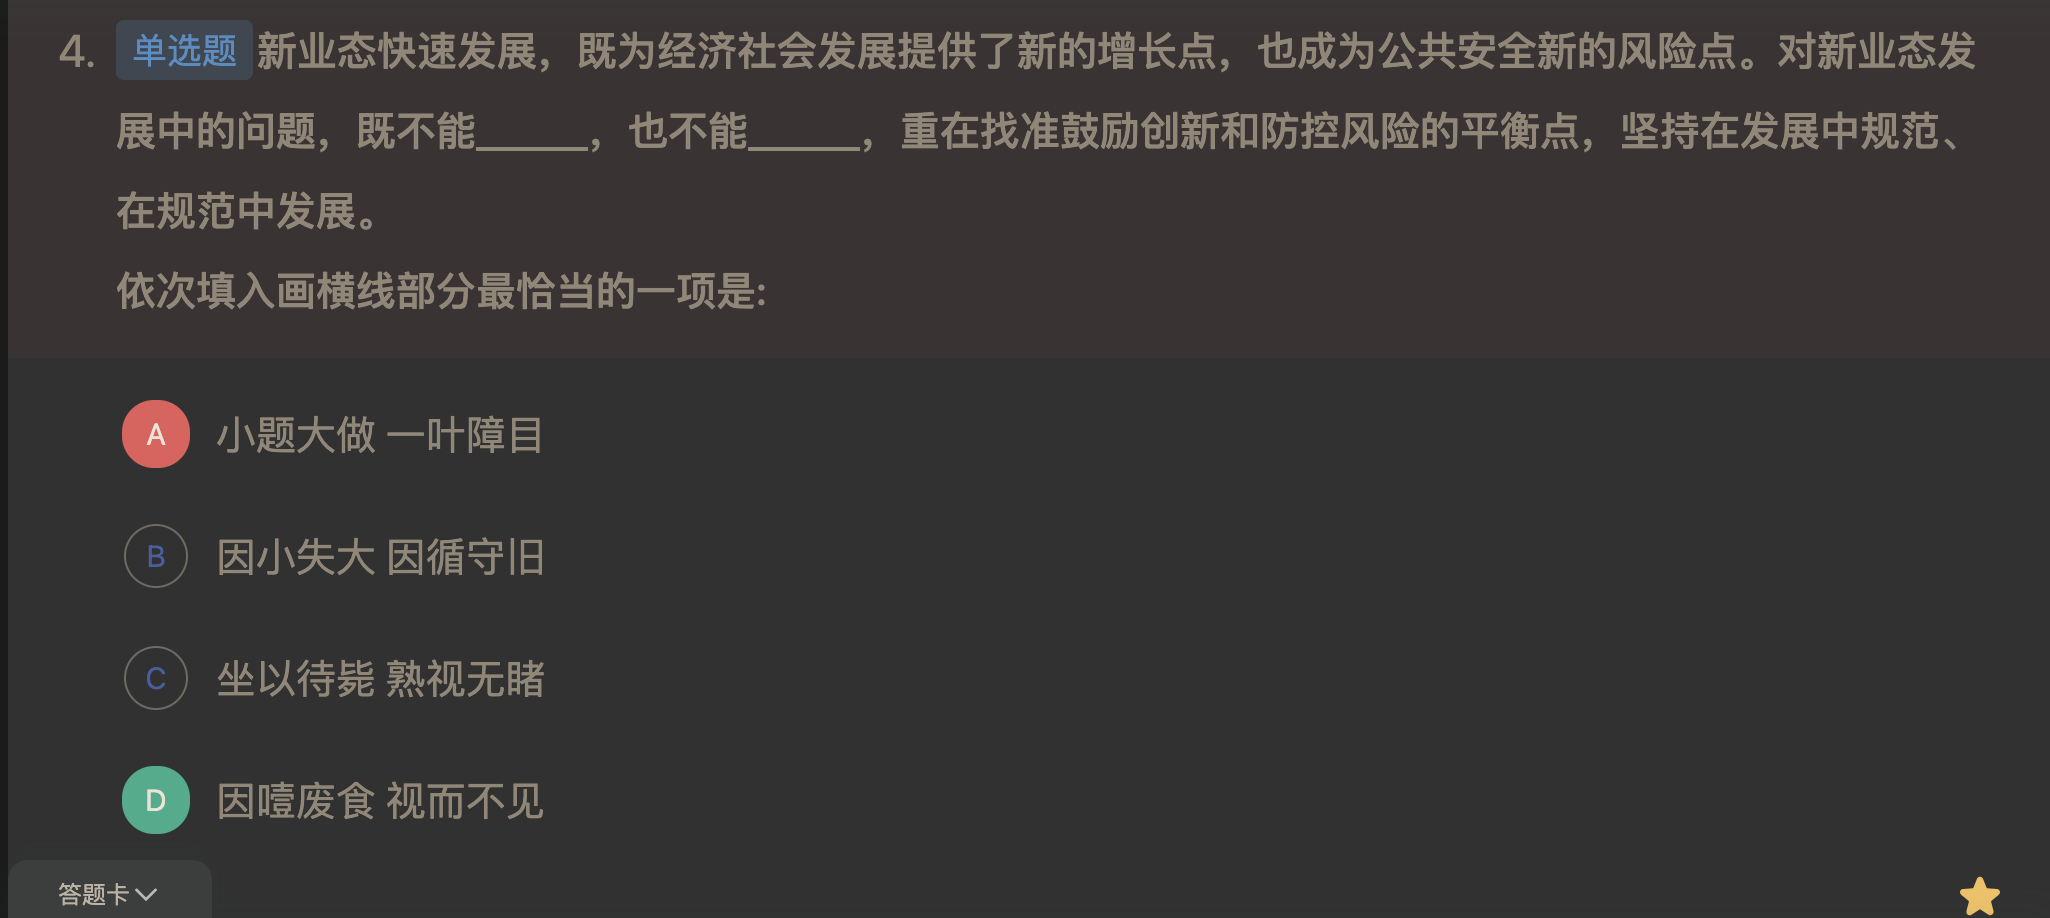 4. 单选题 新业态快速发展，既为经济社会发展提供了新的增长点，也成为公共安全新的风险点。对新业态发
展中的问题，既不能______，也不能______，重在找准鼓励创新和防控风险的平衡点，坚持在发展中规范、
在规范中发展。
依次填入画横线部分最恰当的一项是:
A 小题大做 一叶障目
B 因小失大 因循守旧
C 坐以待毙 熟视无睹
D 因噎废食 视而不见
答题卡